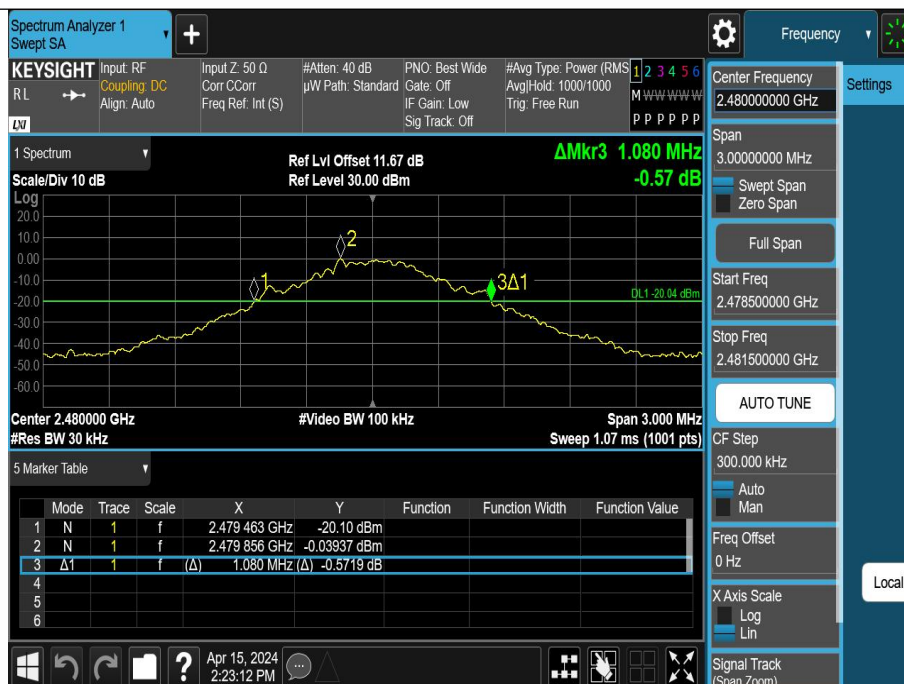 Spectrum Analyzer 1
Swept SA
+
Frequency
KEYSIGHT
RL
LXI
Input: RF
Coupling: DC
Align: Auto
Input Z: 50 Ω
Corr CCorr
Freq Ref: Int (S)
#Atten: 40 dB
µW Path: Standard
PNO: Best Wide
Gate: Off
IF Gain: Low
Sig Track: Off
#Avg Type: Power (RMS
Avg|Hold: 1000/1000
Trig: Free Run
1 2 3 4 5 6
M W W W W W
P P P P P P
1 Spectrum
Scale/Div 10 dB
Ref Lvl Offset 11.67 dB
Ref Level 30.00 dBm
ΔMkr3 1.080 MHz
-0.57 dB
Log
20.0
10.0
0.00
-10.0
-20.0
-30.0
-40.0
-50.0
-60.0
1
2
3Δ1
DL1 -20.04 dBm
Center 2.480000 GHz
#Video BW 100 kHz
Span 3.000 MHz
#Res BW 30 kHz
Sweep 1.07 ms (1001 pts)
5 Marker Table
Mode Trace Scale X Y Function Function Width Function Value
1 N 1 f 2.479 463 GHz -20.10 dBm
2 N 1 f 2.479 856 GHz -0.03937 dBm
3 Δ1 1 f (Δ) 1.080 MHz (Δ) -0.5719 dB
4
5
6
?
Apr 15, 2024
2:23:12 PM
Center Frequency
2.480000000 GHz
Span
3.00000000 MHz
Swept Span
Zero Span
Full Span
Start Freq
2.478500000 GHz
Stop Freq
2.481500000 GHz
AUTO TUNE
CF Step
300.000 kHz
Auto
Man
Freq Offset
0 Hz
X Axis Scale
Log
Lin
Signal Track
(Span Zoom)
Settings
Local